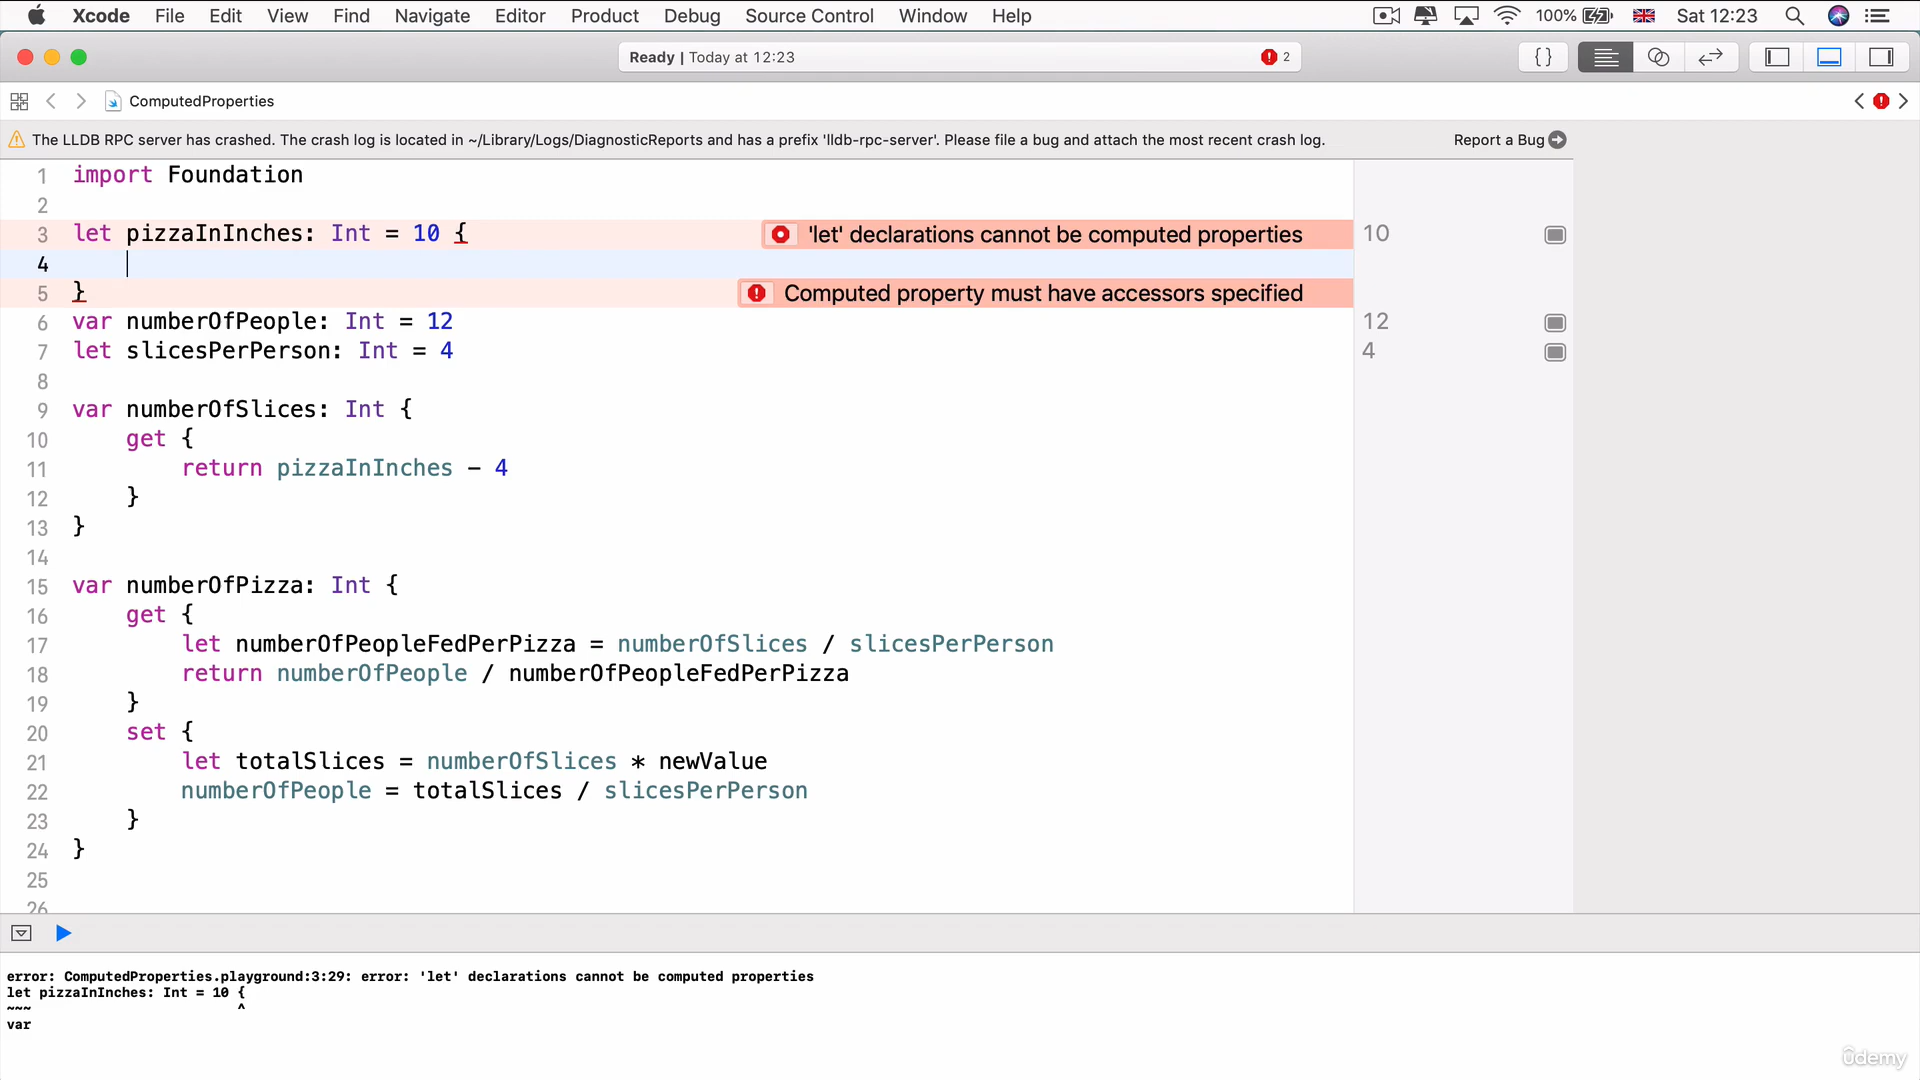 Xcode File Edit View Find Navigate Editor Product Debug Source Control Window Help 100% Sat 12:23
Ready | Today at 12:23 2
{}
ComputedProperties
The LLDB RPC server has crashed. The crash log is located in ~/Library/Logs/DiagnosticReports and has a prefix 'lldb-rpc-server'. Please file a bug and attach the most recent crash log. Report a Bug
1 import Foundation
2
3 let pizzaInInches: Int = 10 { 'let' declarations cannot be computed properties 10
4
5 } Computed property must have accessors specified
6 var numberOfPeople: Int = 12 12
7 let slicesPerPerson: Int = 4 4
8
9 var numberOfSlices: Int {
10 get {
11 return pizzaInInches - 4
12 }
13 }
14
15 var numberOfPizza: Int {
16 get {
17 let numberOfPeopleFedPerPizza = numberOfSlices / slicesPerPerson
18 return numberOfPeople / numberOfPeopleFedPerPizza
19 }
20 set {
21 let totalSlices = numberOfSlices * newValue
22 numberOfPeople = totalSlices / slicesPerPerson
23 }
24 }
25
26
error: ComputedProperties.playground:3:29: error: 'let' declarations cannot be computed properties
let pizzaInInches: Int = 10 {
~~~ ^
var
ûdemy